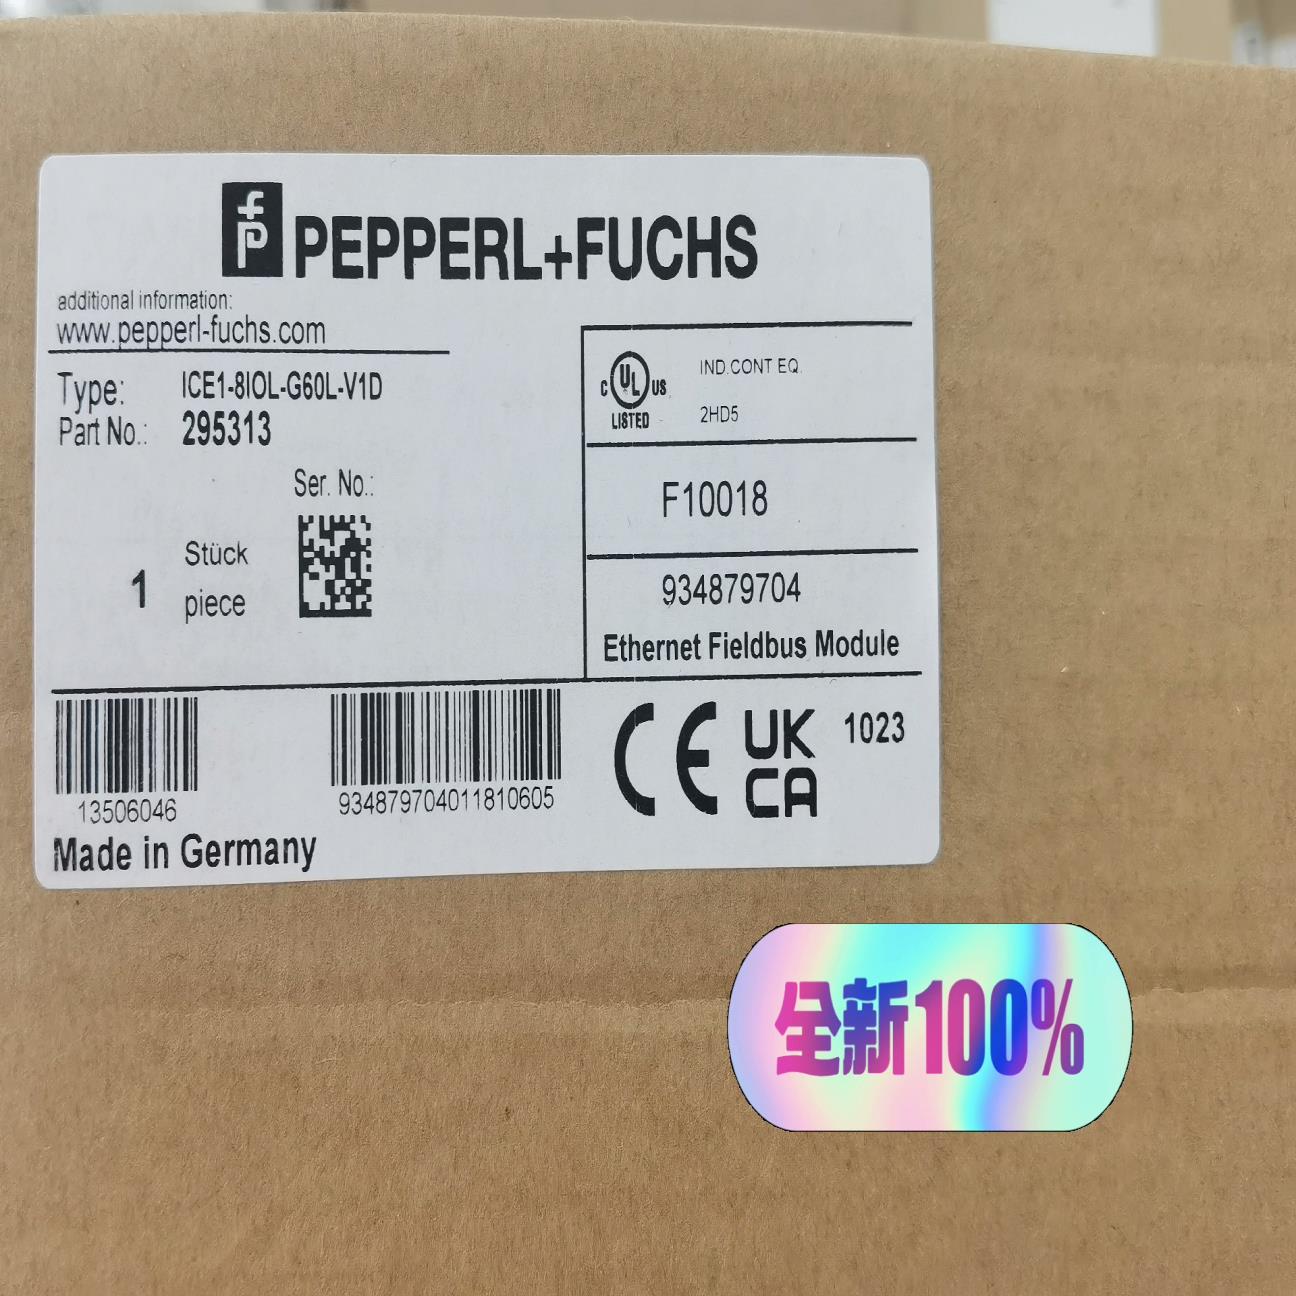 fp PEPPERL+FUCHS
additional information:
www.pepperl-fuchs.com
Type: ICE1-8IOL-G60L-V1D
Part No.: 295313
Ser. No.:
1 Stück
piece
C UL US
LISTED
IND.CONT EQ.
2HD5
F10018
934879704
Ethernet Fieldbus Module
13506046
934879704011810605
CE UK
CA
1023
Made in Germany
全新100%